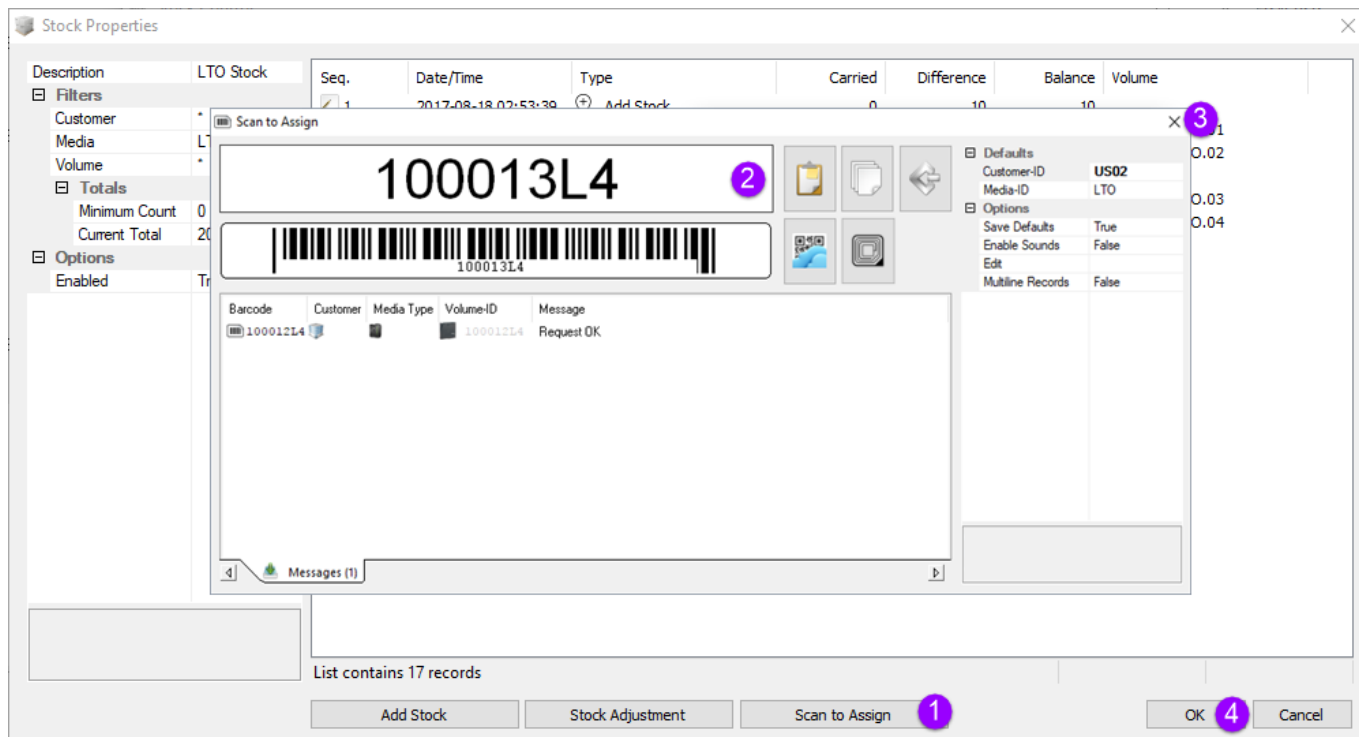 Stock Properties
Description LTO Stock
Seq. Date/Time Type Carried Difference Balance Volume
Filters
1 2017-08-18 02:53:39 Add Stock 0 10 10
Customer *
Scan to Assign
3
Media
Volume *
O.02
Totals
Minimum Count 0
O.03
Current Total 20
O.04
Options
Enabled
100013L4
2
100013L4
Defaults
Customer-ID US02
Media-ID LTO
Options
Save Defaults True
Enable Sounds False
Edit
Multiline Records False
Barcode Customer Media Type Volume-ID Message
100012L4 100012L4 Request OK
Messages (1)
List contains 17 records
Add Stock Stock Adjustment Scan to Assign 1 OK 4 Cancel